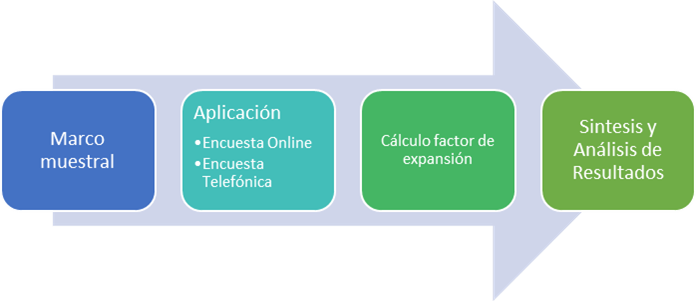 Marco
muestral
Aplicación
•Encuesta Online
•Encuesta
Telefónica
Cálculo factor de
expansión
Sintesis y
Análisis de
Resultados